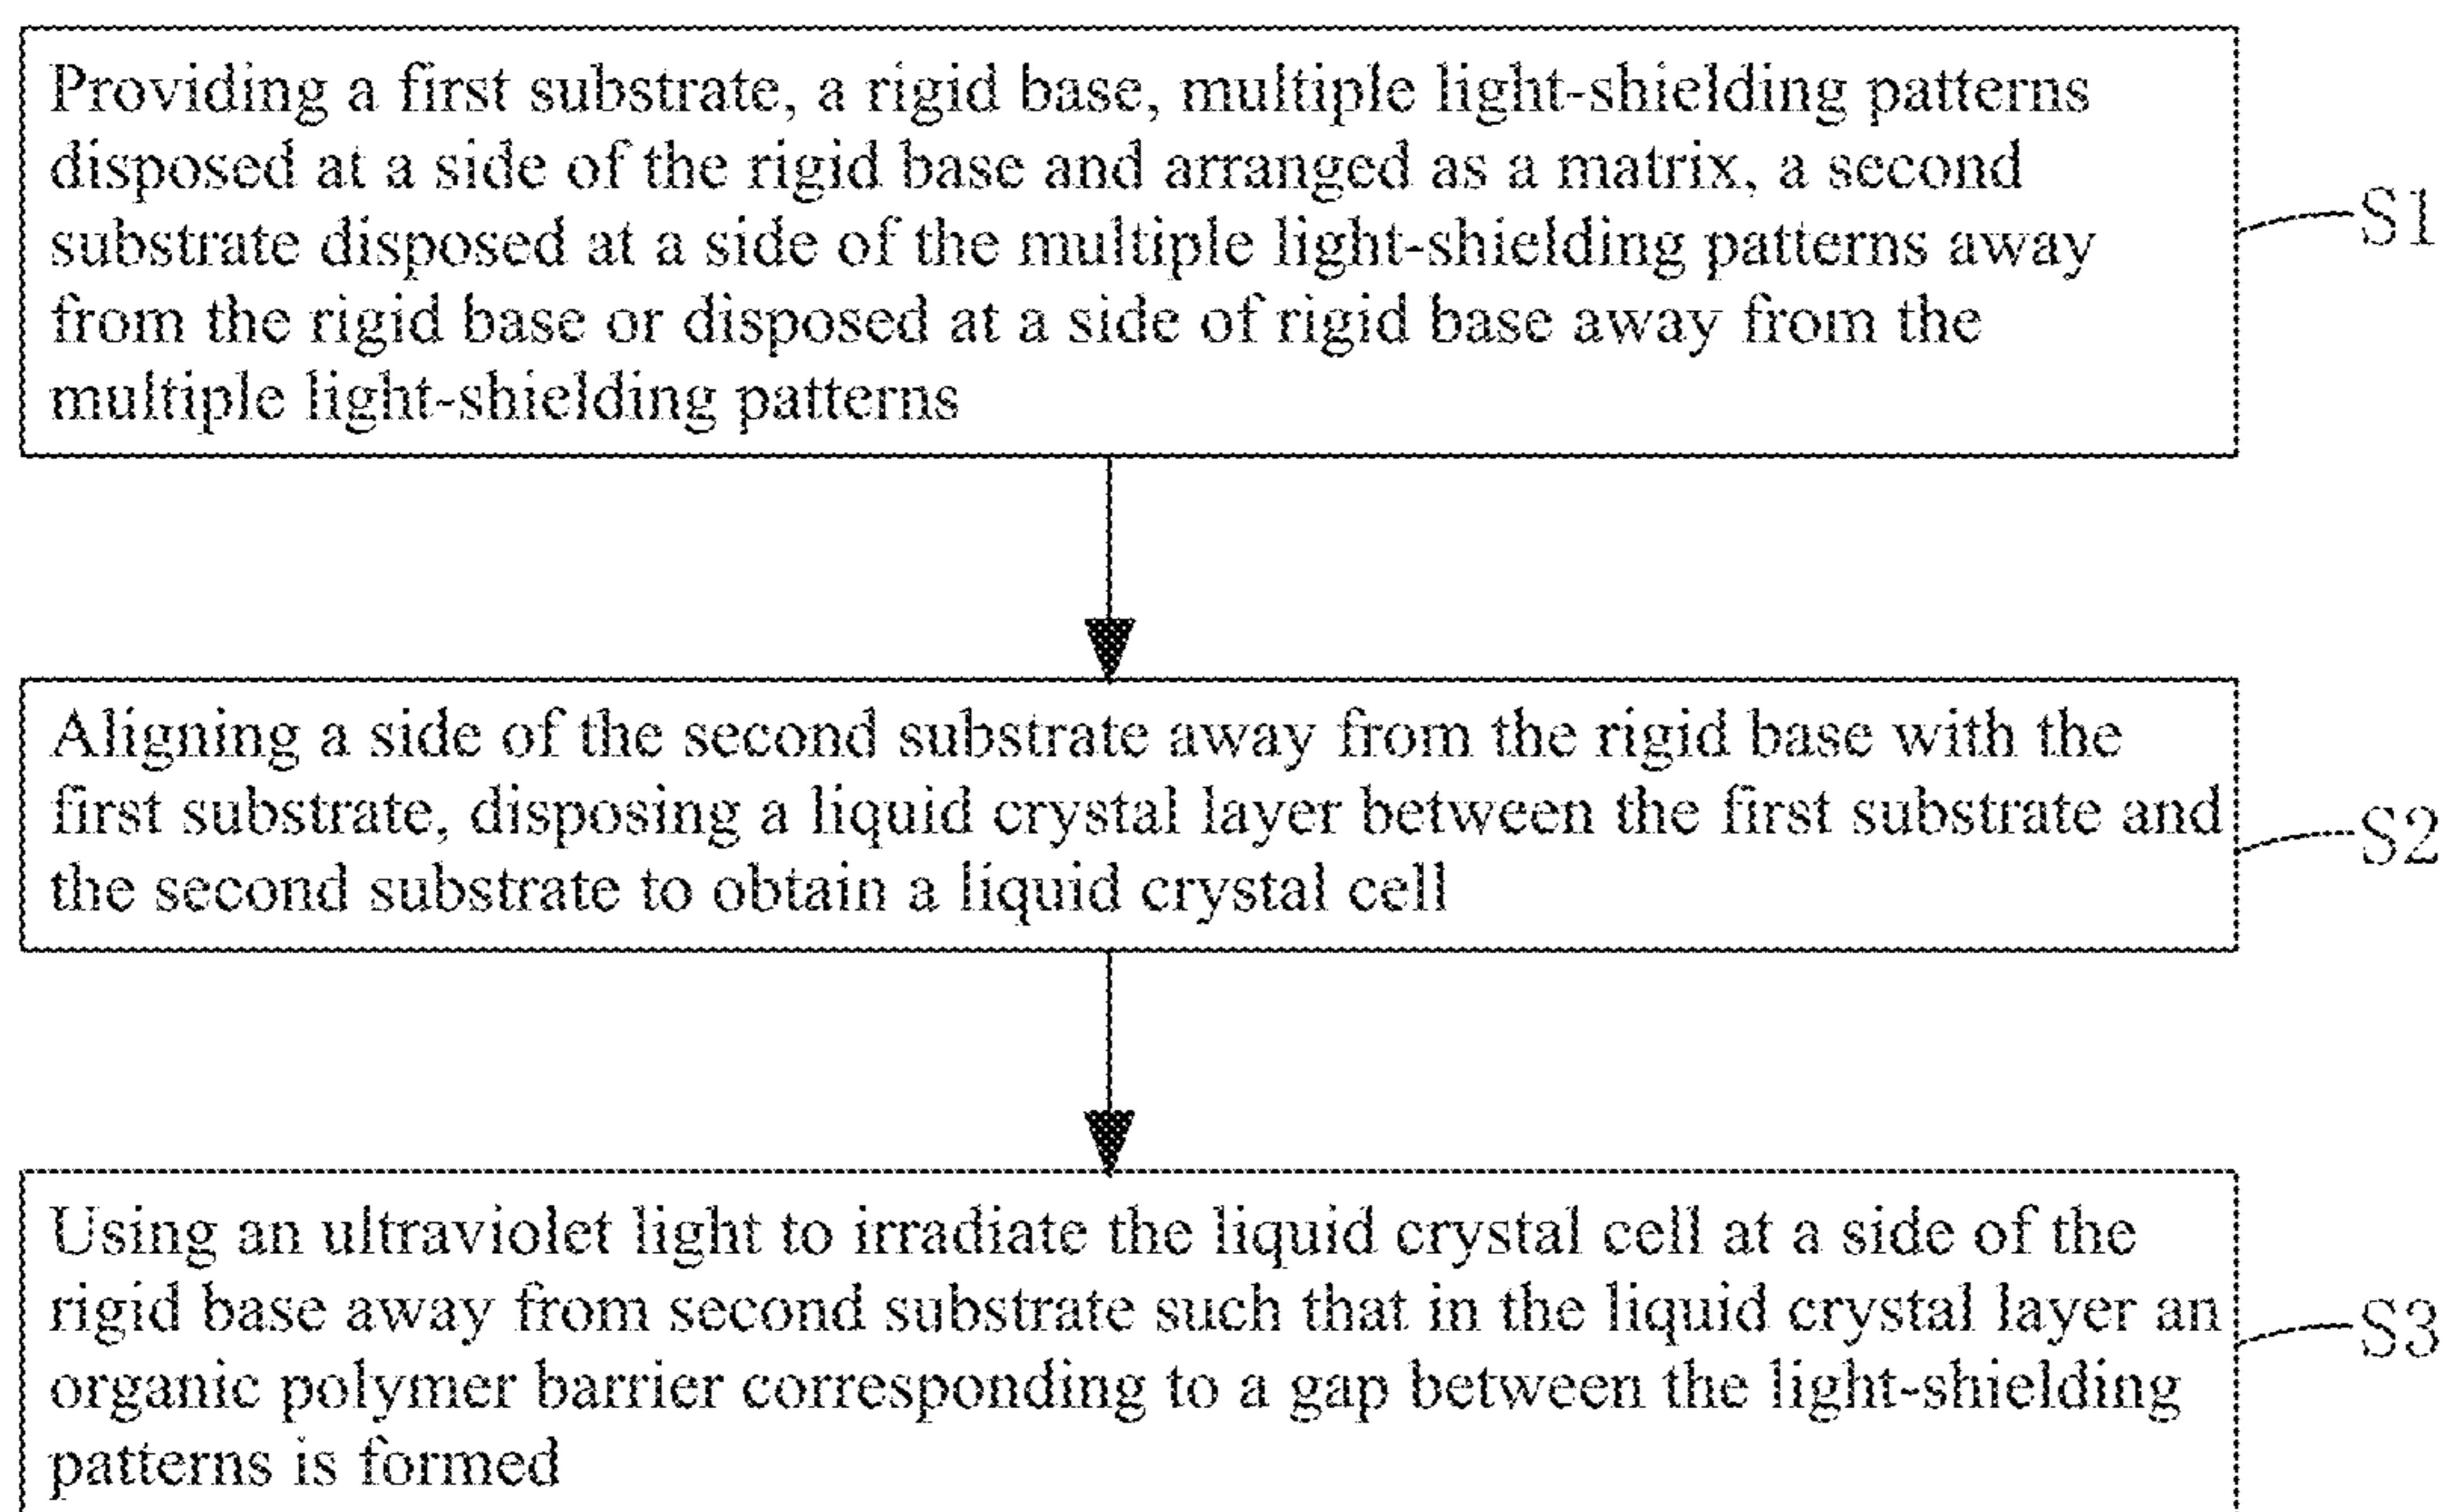 Providing a first substrate, a rigid base, multiple light-shielding patterns
disposed at a side of the rigid base and arranged as a matrix, a second
substrate disposed at a side of the multiple light-shielding patterns away
from the rigid base or disposed at a side of rigid base away from the
multiple light-shielding patterns
S1
Aligning a side of the second substrate away from the rigid base with the
first substrate, disposing a liquid crystal layer between the first substrate and
the second substrate to obtain a liquid crystal cell
S2
Using an ultraviolet light to irradiate the liquid crystal cell at a side of the
rigid base away from second substrate such that in the liquid crystal layer an
organic polymer barrier corresponding to a gap between the light-shielding
patterns is formed
S3